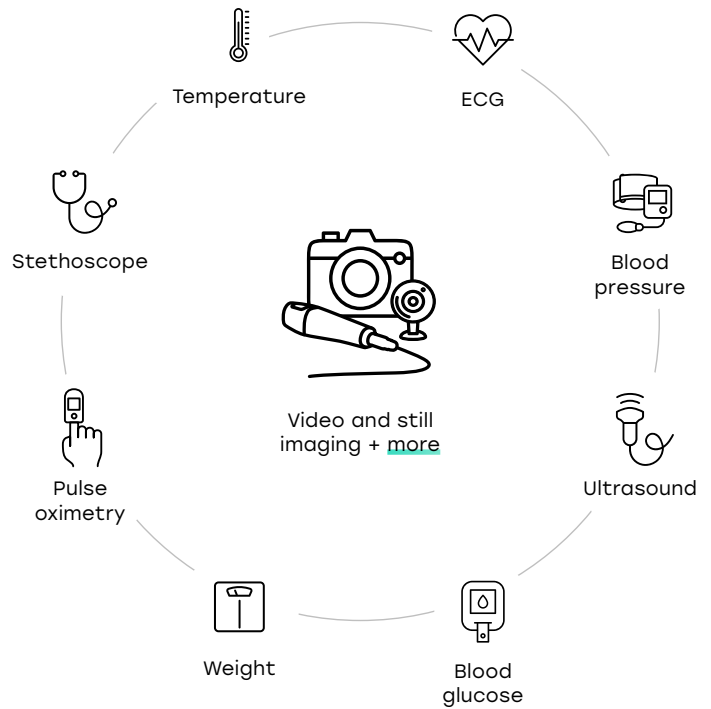 Temperature
ECG
Stethoscope
Blood
pressure
Video and still
imaging + more
Pulse
oximetry
Ultrasound
Weight
Blood
glucose